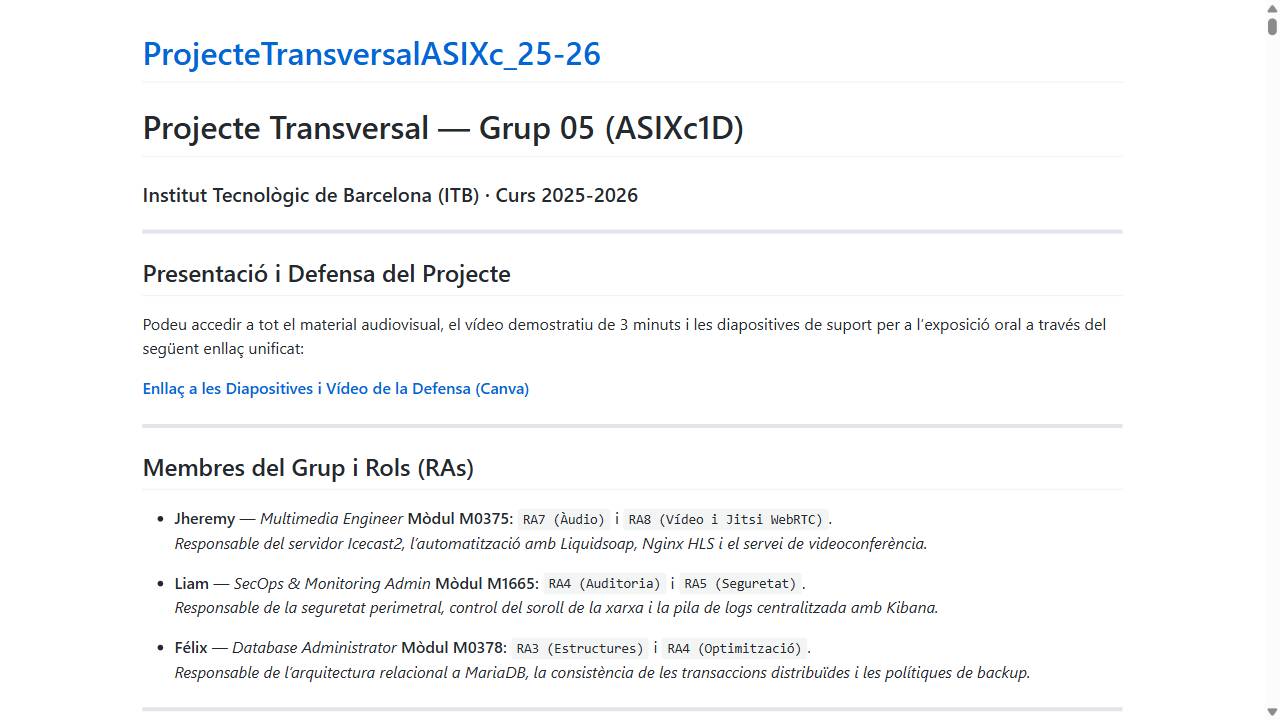 ProjecteTransversalASIXc_25-26
Projecte Transversal — Grup 05 (ASIXc1D)
Institut Tecnològic de Barcelona (ITB) · Curs 2025-2026
Presentació i Defensa del Projecte
Podeu accedir a tot el material audiovisual, el vídeo demostratiu de 3 minuts i les diapositives de suport per a l'exposició oral a través del
següent enllaç unificat:
Enllaç a les Diapositives i Vídeo de la Defensa (Canva)
Membres del Grup i Rols (RAs)
• Jheremy — Multimedia Engineer Mòdul M0375: RA7 (Àudio) i RA8 (Vídeo i Jitsi WebRTC).
Responsable del servidor Icecast2, l'automatització amb Liquidsoap, Nginx HLS i el servei de videoconferència.
• Liam — SecOps & Monitoring Admin Mòdul M1665: RA4 (Auditoria) i RA5 (Seguretat).
Responsable de la seguretat perimetral, control del soroll de la xarxa i la pila de logs centralitzada amb Kibana.
• Félix — Database Administrator Mòdul M0378: RA3 (Estructures) i RA4 (Optimització).
Responsable de l'arquitectura relacional a MariaDB, la consistència de les transaccions distribuïdes i les polítiques de backup.